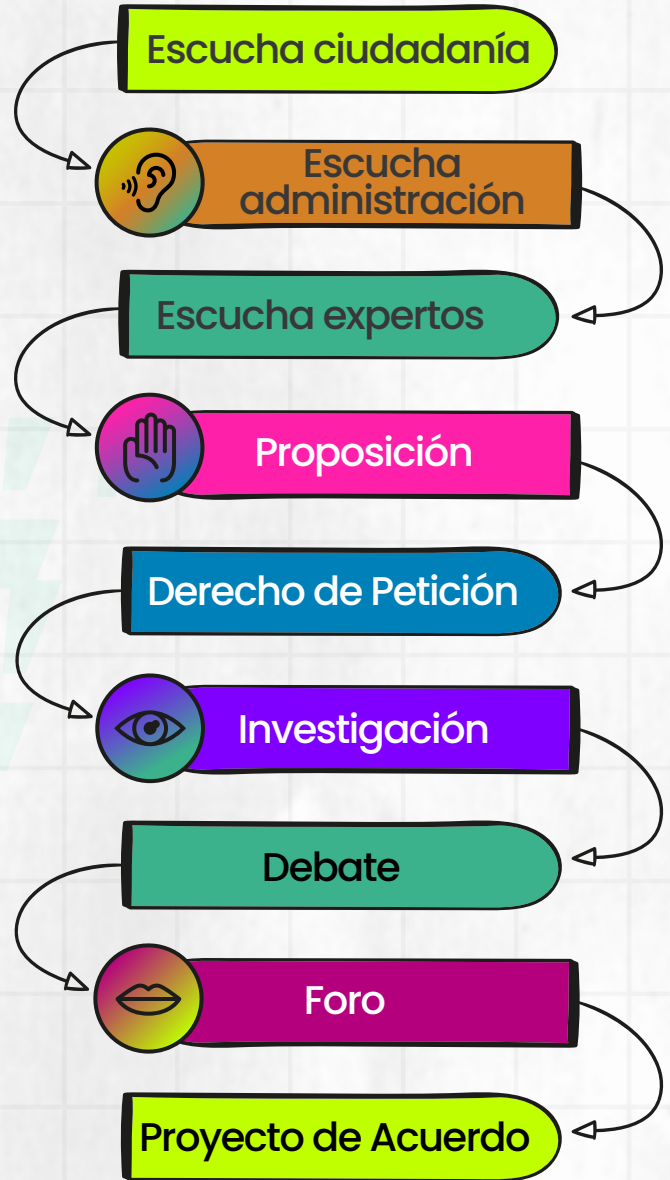 Escucha ciudadanía
Escucha
administración
Escucha expertos
Proposición
Derecho de Petición
Investigación
Debate
Foro
Proyecto de Acuerdo